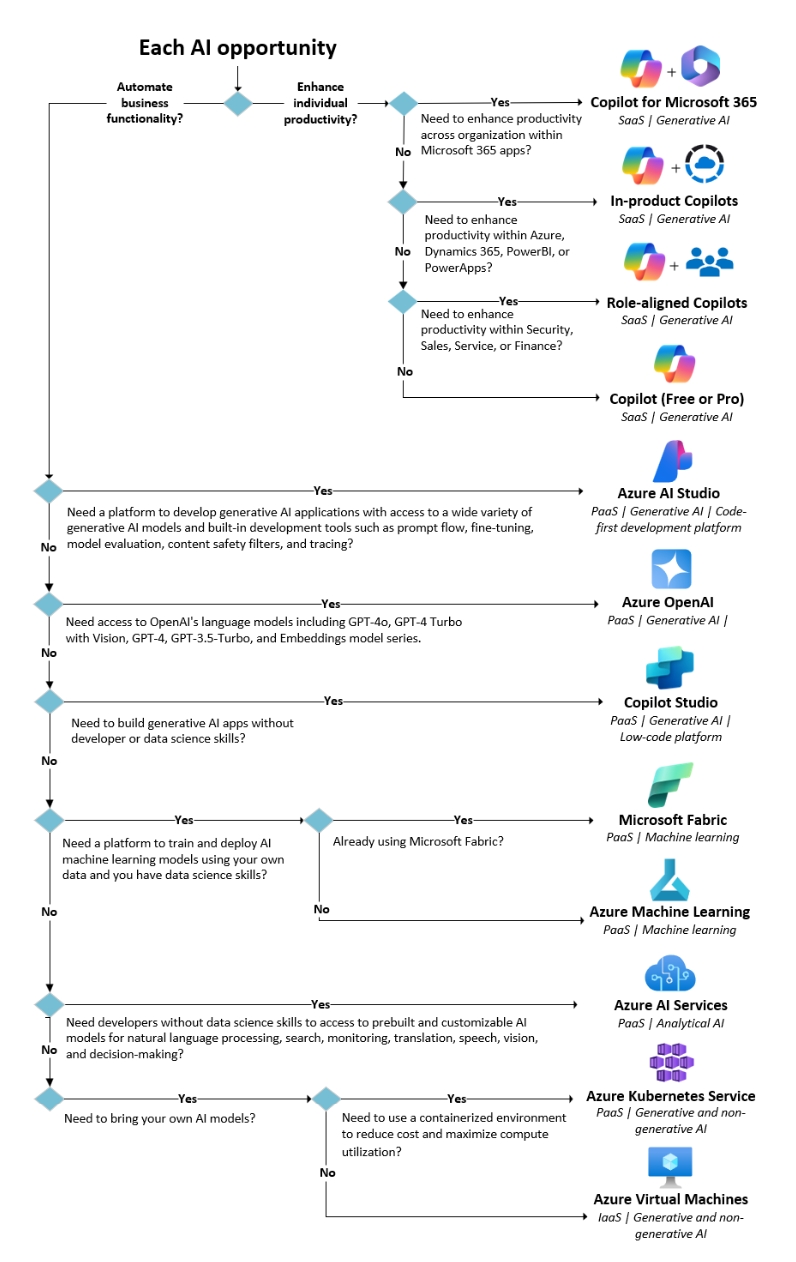 Each AI opportunity
Automate
business
functionality?
Enhance
individual
productivity?
Yes
Need to enhance productivity
across organization within
Microsoft 365 apps?
No
+
Copilot for Microsoft 365
SaaS | Generative AI
Yes
Need to enhance
productivity within Azure,
Dynamics 365, PowerBI, or
PowerApps?
No
+
In-product Copilots
SaaS | Generative AI
Yes
Need to enhance
productivity within Security,
Sales, Service, or Finance?
No
+
Role-aligned Copilots
SaaS | Generative AI
Copilot (Free or Pro)
SaaS | Generative AI
Yes
Need a platform to develop generative AI applications with access to a wide variety of
generative AI models and built-in development tools such as prompt flow, fine-tuning,
model evaluation, content safety filters, and tracing?
No
Azure AI Studio
PaaS | Generative AI | Code-
first development platform
Yes
Need access to OpenAI's language models including GPT-4o, GPT-4 Turbo
with Vision, GPT-4, GPT-3.5-Turbo, and Embeddings model series.
No
Azure OpenAI
PaaS | Generative AI |
Yes
Need to build generative AI apps without
developer or data science skills?
No
Copilot Studio
PaaS | Generative AI |
Low-code platform
Yes
Need a platform to train and deploy AI
machine learning models using your own
data and you have data science skills?
No
Yes
Already using Microsoft Fabric?
No
Microsoft Fabric
PaaS | Machine learning
Azure Machine Learning
PaaS | Machine learning
Yes
Need developers without data science skills to access to prebuilt and customizable AI
models for natural language processing, search, monitoring, translation, speech, vision,
and decision-making?
No
Azure AI Services
PaaS | Analytical AI
Yes
Need to bring your own AI models?
Yes
Need to use a containerized environment
to reduce cost and maximize compute
utilization?
No
Azure Kubernetes Service
PaaS | Generative and non-
generative AI
Azure Virtual Machines
IaaS | Generative and non-
generative AI